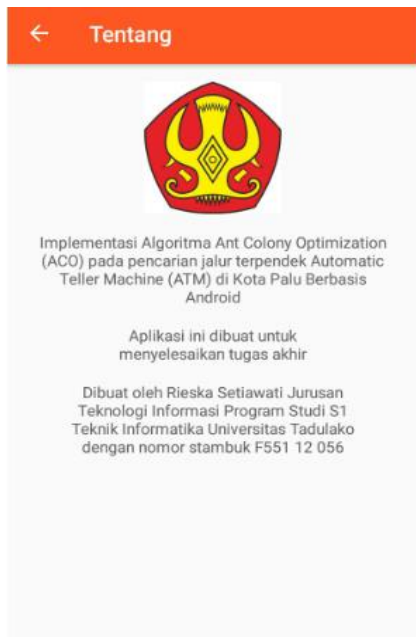 Tentang
Implementasi Algoritma Ant Colony Optimization
(ACO) pada pencarian jalur terpendek Automatic
Teller Machine (ATM) di Kota Palu Berbasis
Android
Aplikasi ini dibuat untuk
menyelesaikan tugas akhir
Dibuat oleh Rieska Setiawati Jurusan
Teknologi Informasi Program Studi S1
Teknik Informatika Universitas Tadulako
dengan nomor stambuk F551 12 056